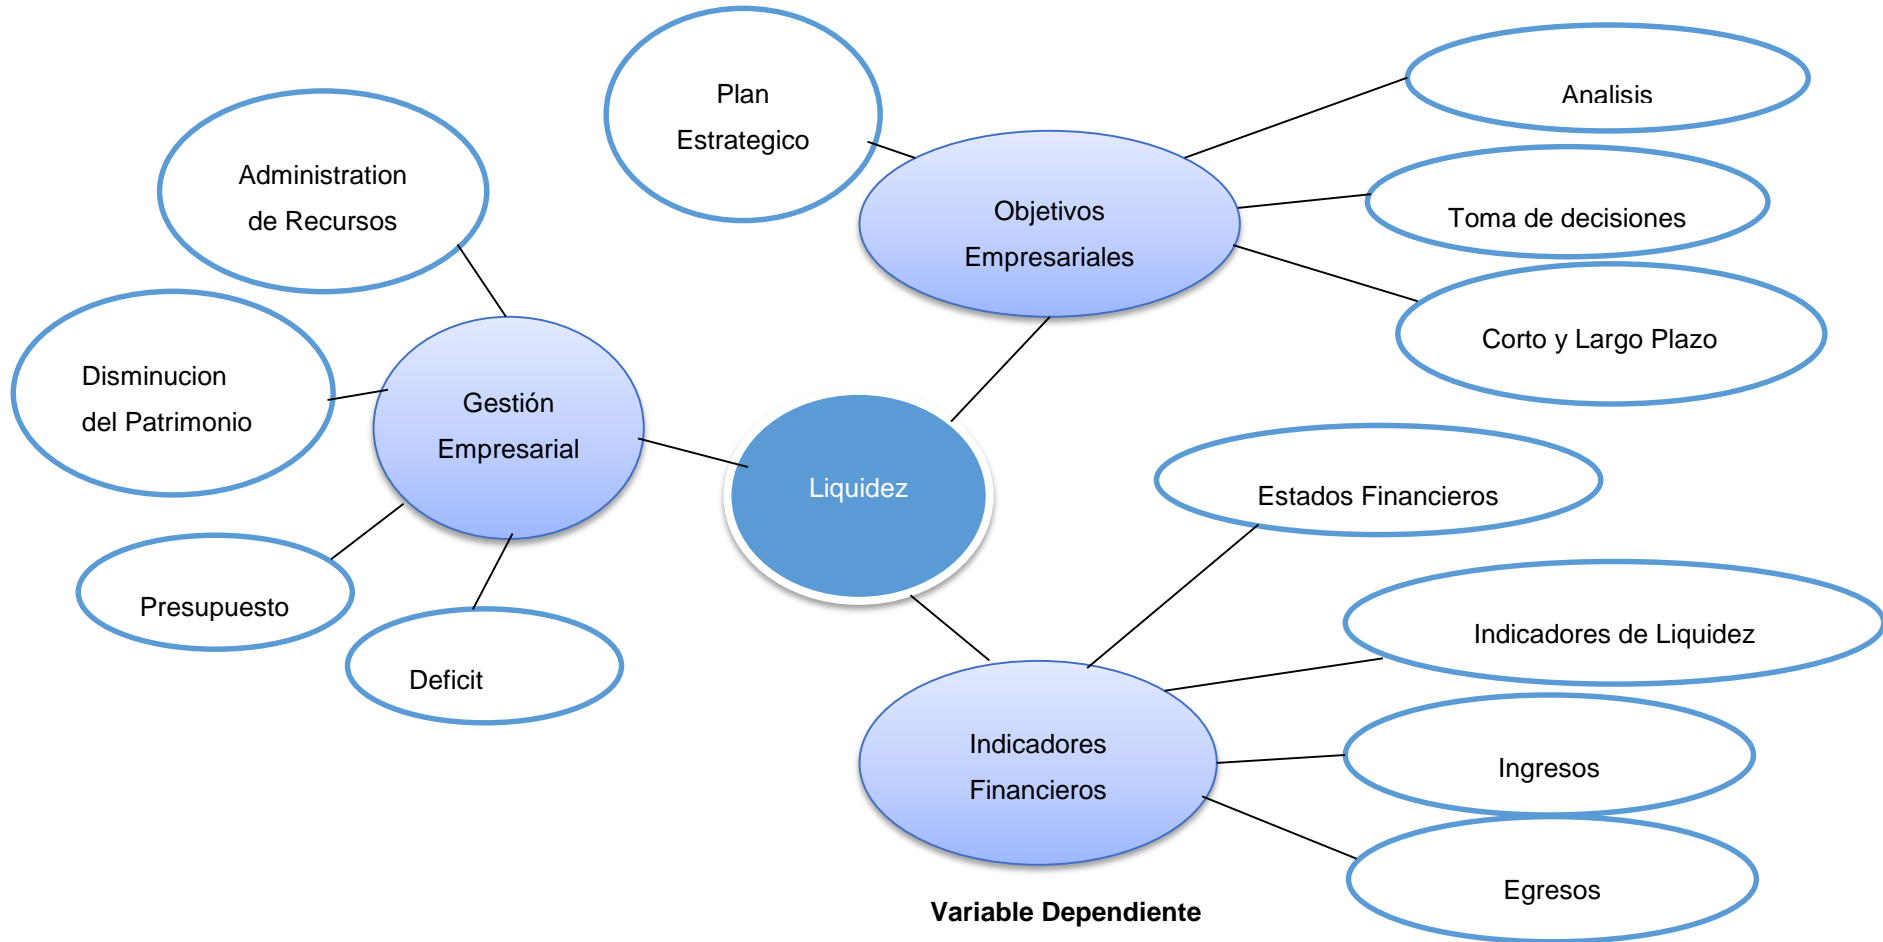 Plan
Estrategico
Analisis
Administration
de Recursos
Objetivos
Empresariales
Toma de decisiones
Corto y Largo Plazo
Disminucion
del Patrimonio
Gestión
Empresarial
Liquidez
Estados Financieros
Presupuesto
Deficit
Indicadores de Liquidez
Indicadores
Financieros
Ingresos
Egresos
Variable Dependiente